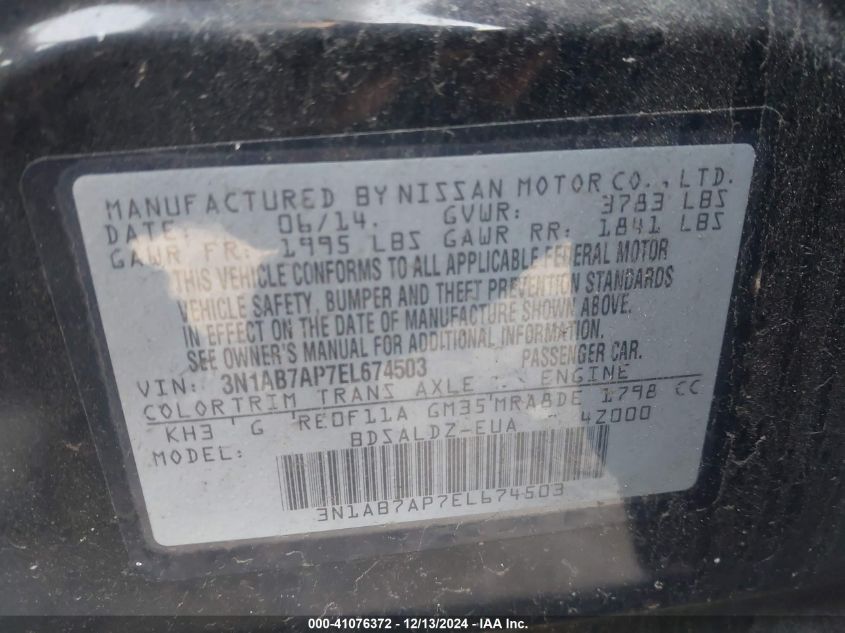 MANUFACTURED BY NISSAN MOTOR CO., LTD.
DATE: 06/14. GVWR: 3783 LBS
GAWR FR: 1995 LBS GAWR RR: 1841 LBS
THIS VEHICLE CONFORMS TO ALL APPLICABLE FEDERAL MOTOR
VEHICLE SAFETY, BUMPER AND THEFT PREVENTION STANDARDS
IN EFFECT ON THE DATE OF MANUFACTURE SHOWN ABOVE.
SEE OWNER'S MANUAL FOR ADDITIONAL INFORMATION.
VIN: 3N1AB7AP7EL674503 PASSENGER CAR.
COLOR TRIM TRANS AXLE ENGINE
KH3 G RE0F11A GM35 MRA8DE 1798 CC
MODEL: BDSALDZ-EUA - 4Z000
3N1AB7AP7EL674503
000-41076372 - 12/13/2024 - IAA Inc.